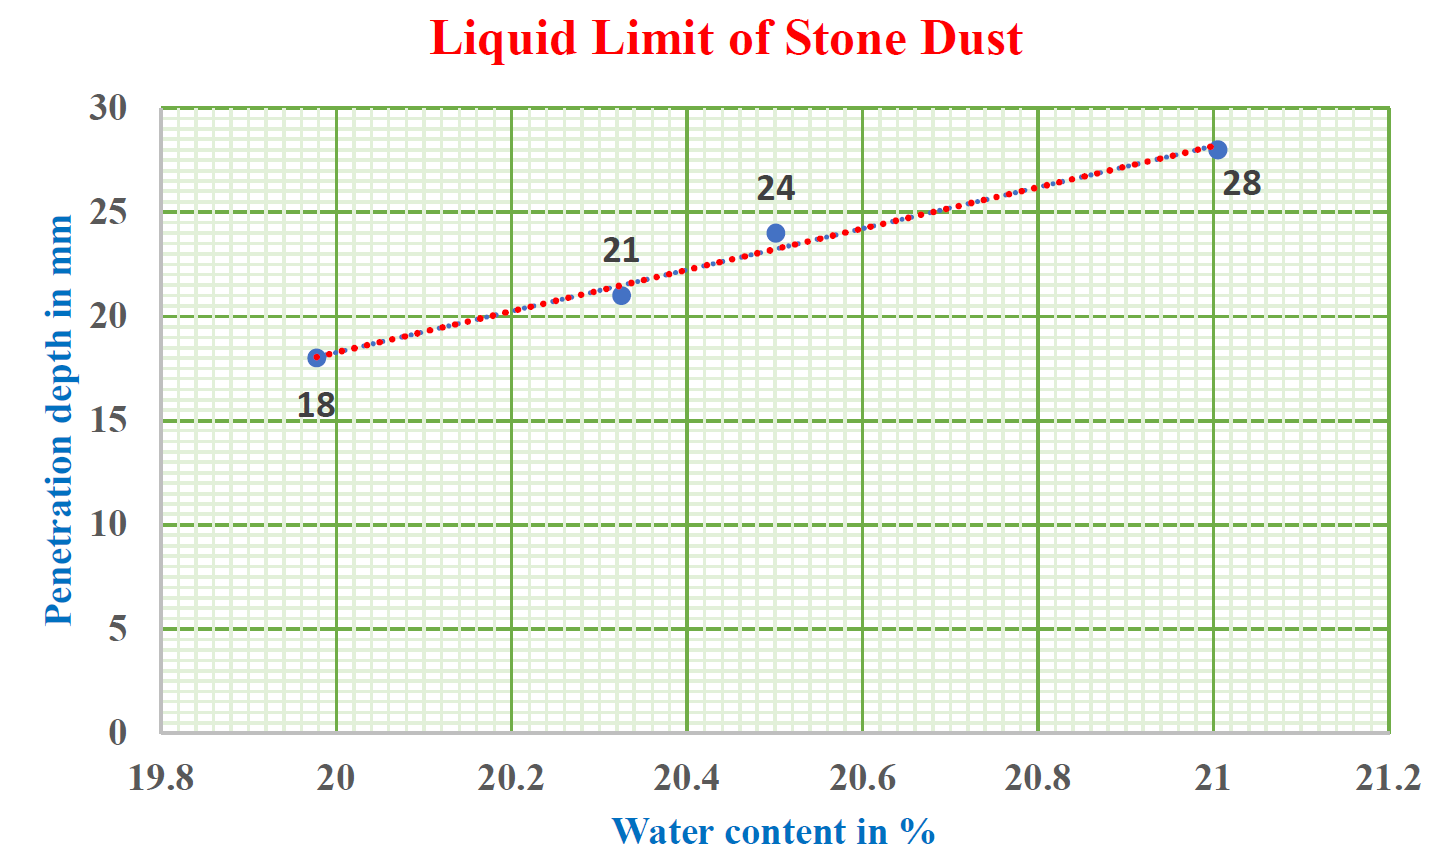 Liquid Limit of Stone Dust
30
25
20
15
10
5
0
Penetration depth in mm
18
21
24
28
19.8 20 20.2 20.4 20.6 20.8 21 21.2
Water content in %